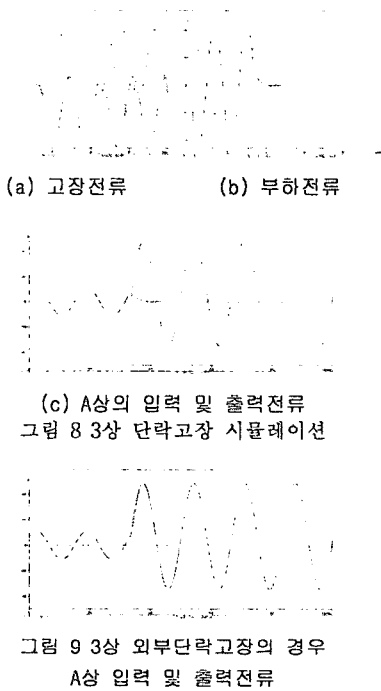 (a) 고장전류 (b) 부하전류
(c) A상의 입력 및 출력전류
그림 8 3상 단락고장 시뮬레이션
그림 9 3상 외부단락고장의 경우
A상 입력 및 출력전류